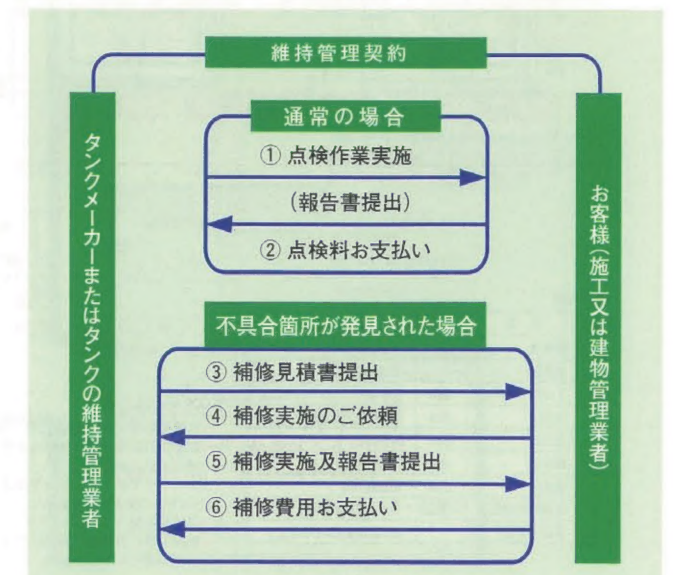 維持管理契約
タンクメーカーまたはタンクの維持管理業者
通常の場合
① 点検作業実施
(報告書提出)
② 点検料お支払い
不具合箇所が発見された場合
③ 補修見積書提出
④ 補修実施のご依頼
⑤ 補修実施及報告書提出
⑥ 補修費用お支払い
お客様(施工又は建物管理業者)